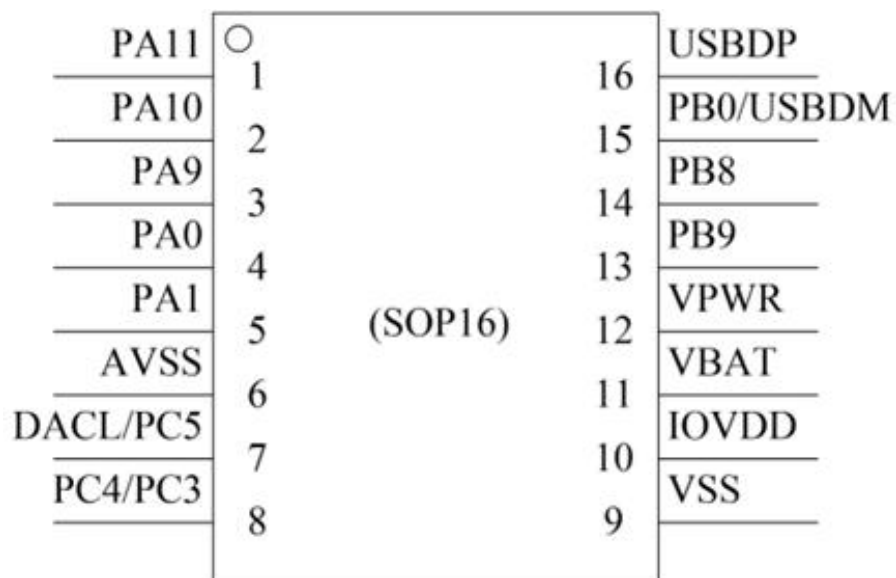 PA11 1 16 USBDP
PA10 2 15 PB0/USBDM
PA9 3 14 PB8
PA0 4 13 PB9
PA1 5 (SOP16) 12 VPWR
AVSS 6 11 VBAT
DACL/PC5 7 10 IOVDD
PC4/PC3 8 9 VSS